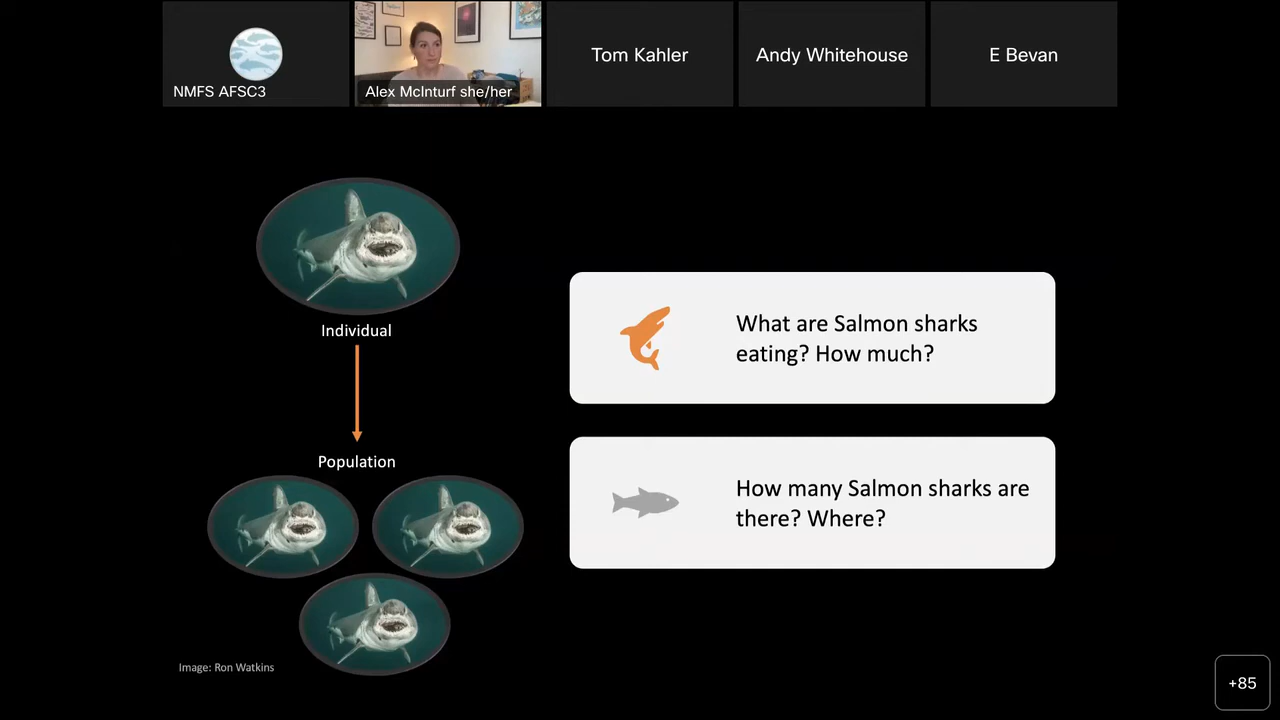 NMFS AFSC3
Alex McInturf she/her
Tom Kahler
Andy Whitehouse
E Bevan
Individual
Population
What are Salmon sharks
eating? How much?
How many Salmon sharks are
there? Where?
Image: Ron Watkins
+85